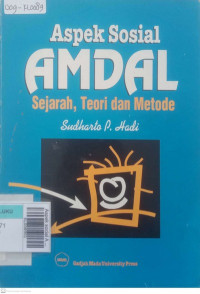 Aspek Sosial
AMDAL
Sejarah, Teori dan Metode
Sudharto P. Hadi
Gadjah Mada University Press